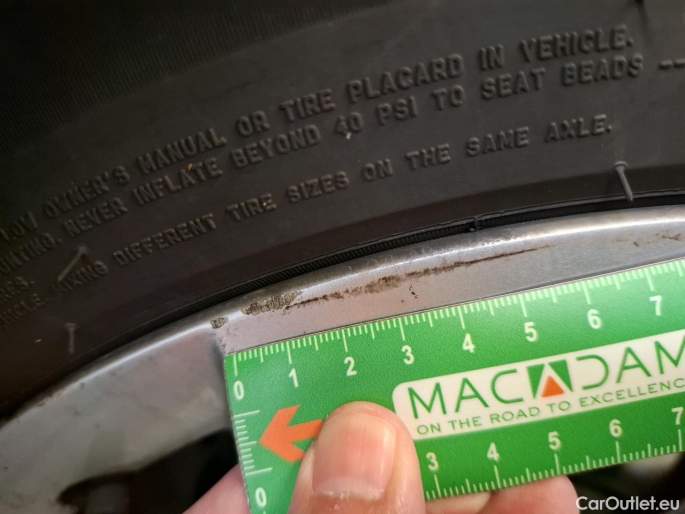 LOW OWNER'S MANUAL OR TIRE PLACARD IN VEHICLE.
NEVER INFLATE BEYOND 40 PSI TO SEAT BEADS --
DIFFERENT TIRE SIZES ON THE SAME AXLE.
0 1 2 3 4 5 6 7
MACADAM
ON THE ROAD TO EXCELLENC
0 3 4 5 6 7
CarOutlet.eu